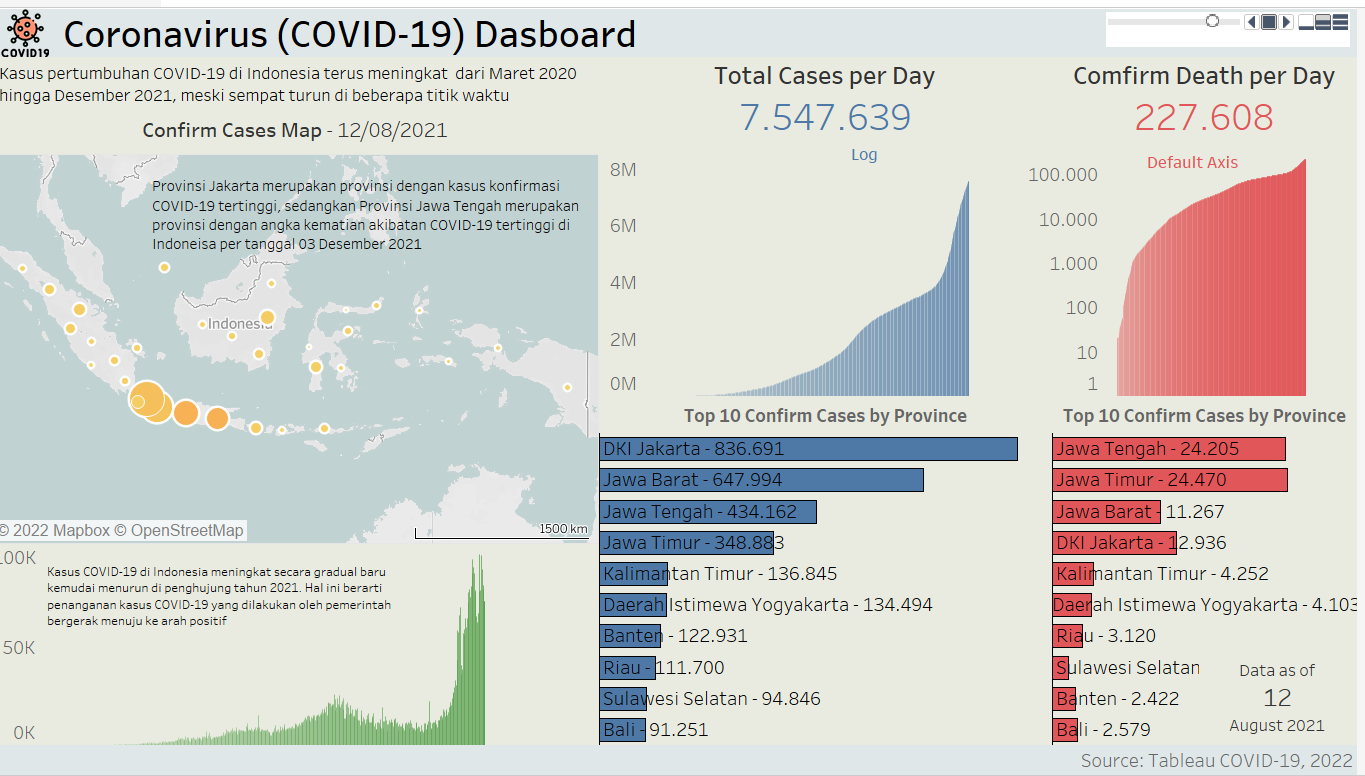 COVID19
Coronavirus (COVID-19) Dasboard
Kasus pertumbuhan COVID-19 di Indonesia terus meningkat dari Maret 2020
hingga Desember 2021, meski sempat turun di beberapa titik waktu
Confirm Cases Map - 12/08/2021
Provinsi Jakarta merupakan provinsi dengan kasus konfirmasi
COVID-19 tertinggi, sedangkan Provinsi Jawa Tengah merupakan
provinsi dengan angka kematian akibatan COVID-19 tertinggi di
Indoneisa per tanggal 03 Desember 2021
Indonesia
© 2022 Mapbox © OpenStreetMap
1500 km
00K
50K
0K
Kasus COVID-19 di Indonesia meningkat secara gradual baru
kemudai menurun di penghujung tahun 2021. Hal ini berarti
penanganan kasus COVID-19 yang dilakukan oleh pemerintah
bergerak menuju ke arah positif
Total Cases per Day
7.547.639
Log
8M
6M
4M
2M
0M
Top 10 Confirm Cases by Province
DKI Jakarta - 836.691
Jawa Barat - 647.994
Jawa Tengah - 434.162
Jawa Timur - 348.883
Kalimantan Timur - 136.845
Daerah Istimewa Yogyakarta - 134.494
Banten - 122.931
Riau - 111.700
Sulawesi Selatan - 94.846
Bali - 91.251
Comfirm Death per Day
227.608
Default Axis
100.000
10.000
1.000
100
10
1
Top 10 Confirm Cases by Province
Jawa Tengah - 24.205
Jawa Timur - 24.470
Jawa Barat - 11.267
DKI Jakarta - 12.936
Kalimantan Timur - 4.252
Daerah Istimewa Yogyakarta - 4.103
Riau - 3.120
Sulawesi Selatan
Banten - 2.422
Bali - 2.579
Data as of
12
August 2021
Source: Tableau COVID-19, 2022